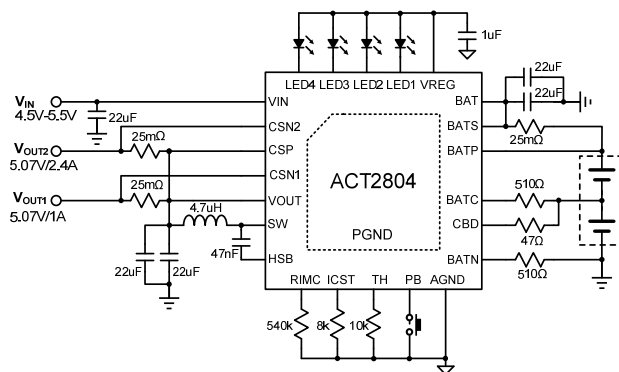 1uF
LED4 LED3 LED2 LED1 VREG
22uF
22uF
VIN
4.5V-5.5V
22uF
VIN
BAT
CSN2
BATS
25mΩ
25mΩ
VOUT2
5.07V/2.4A
CSP
BATP
CSN1
ACT2804
25mΩ
VOUT1
5.07V/1A
VOUT
BATC
510Ω
4.7uH
SW
CBD
47Ω
PGND
47nF
HSB
BATN
510Ω
22uF
22uF
RIMC ICST TH PB AGND
540k
8k
10k